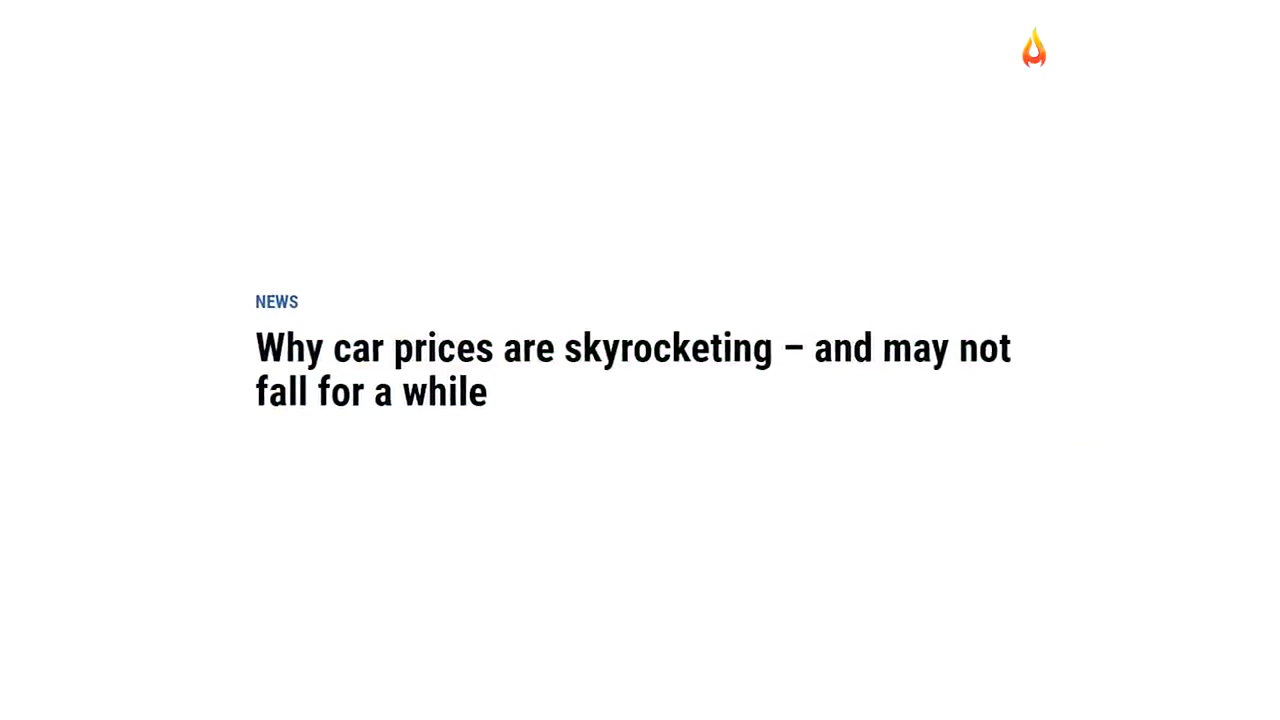 NEWS
Why car prices are skyrocketing – and may not
fall for a while